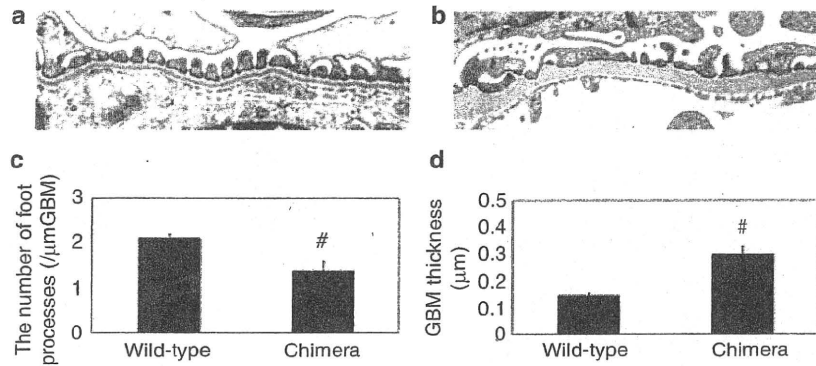 a
b
c
d
The number of foot
processes (/μmGBM)
3
2
1
0
#
Wild-type
Chimera
GBM thickness
(μm)
0.5
0.4
0.3
0.2
0.1
0
#
Wild-type
Chimera